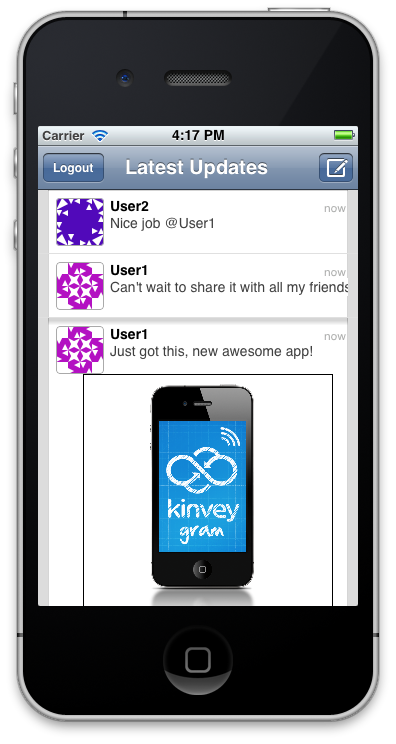 Carrier 4:17 PM
Logout Latest Updates
User2 now
Nice job @User1
User1 now
Can't wait to share it with all my friends
User1 now
Just got this, new awesome app!
kinvey
gram